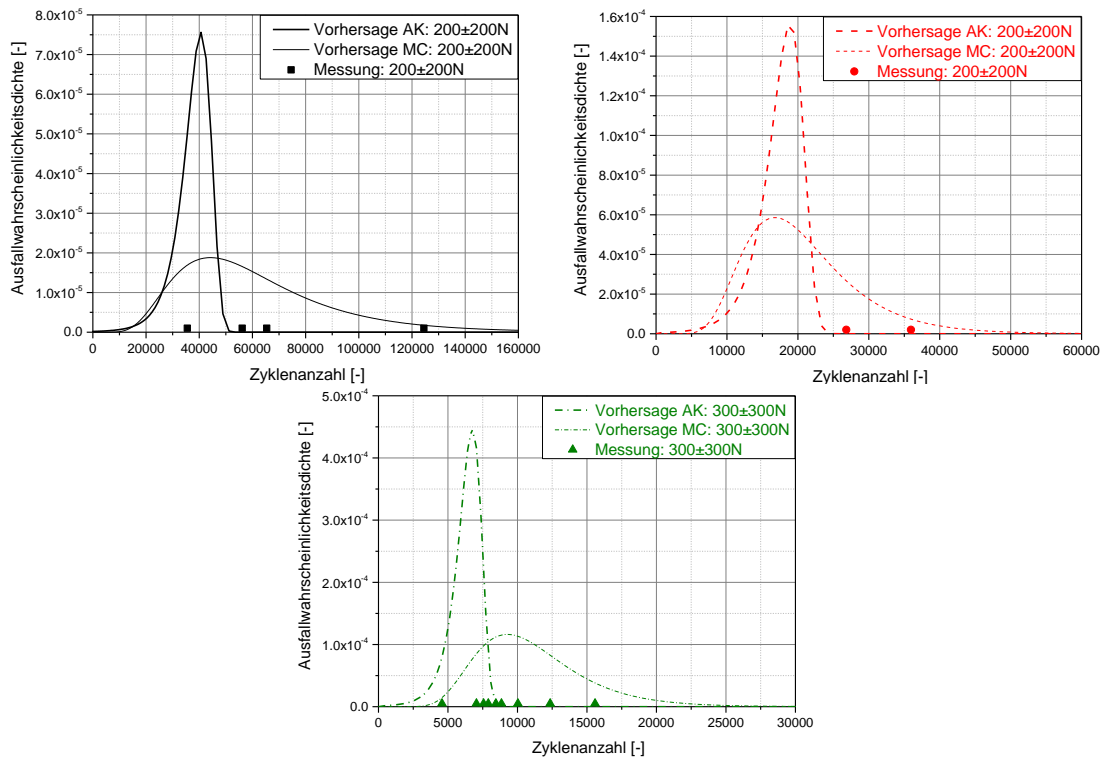 Ausfallwahrscheinlichkeitsdichte [-]
8.0x10⁻⁵
7.0x10⁻⁵
6.0x10⁻⁵
5.0x10⁻⁵
4.0x10⁻⁵
3.0x10⁻⁵
2.0x10⁻⁵
1.0x10⁻⁵
0.0
Vorhersage AK: 200±200N
Vorhersage MC: 200±200N
Messung: 200±200N
0 20000 40000 60000 80000 100000 120000 140000 160000
Zyklenanzahl [-]
Ausfallwahrscheinlichkeitsdichte [-]
1.6x10⁻⁴
1.4x10⁻⁴
1.2x10⁻⁴
1.0x10⁻⁴
8.0x10⁻⁵
6.0x10⁻⁵
4.0x10⁻⁵
2.0x10⁻⁵
0.0
Vorhersage AK: 200±200N
Vorhersage MC: 200±200N
Messung: 200±200N
0 10000 20000 30000 40000 50000 60000
Zyklenanzahl [-]
Ausfallwahrscheinlichkeitsdichte [-]
5.0x10⁻⁴
4.0x10⁻⁴
3.0x10⁻⁴
2.0x10⁻⁴
1.0x10⁻⁴
0.0
Vorhersage AK: 300±300N
Vorhersage MC: 300±300N
Messung: 300±300N
0 5000 10000 15000 20000 25000 30000
Zyklenanzahl [-]